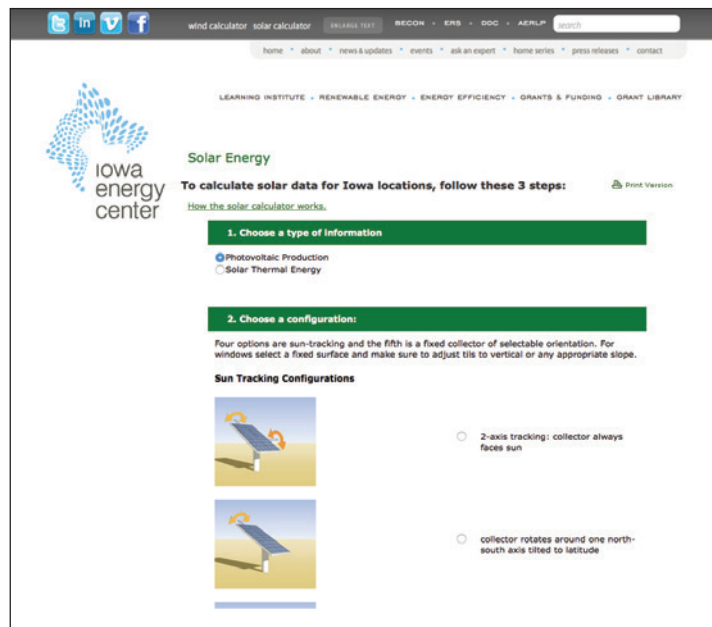 wind calculator solar calculator ENLARGE TEXT BECON • ERS • DDC • AERLP search
home • about • news & updates • events • ask an expert • home series • press releases • contact
LEARNING INSTITUTE • RENEWABLE ENERGY • ENERGY EFFICIENCY • GRANTS & FUNDING • GRANT LIBRARY
iowa
energy
center
Solar Energy
To calculate solar data for Iowa locations, follow these 3 steps:
Print Version
How the solar calculator works.
1. Choose a type of information
Photovoltaic Production
Solar Thermal Energy
2. Choose a configuration:
Four options are sun-tracking and the fifth is a fixed collector of selectable orientation. For
windows select a fixed surface and make sure to adjust tils to vertical or any appropriate slope.
Sun Tracking Configurations
2-axis tracking: collector always
faces sun
collector rotates around one north-
south axis tilted to latitude